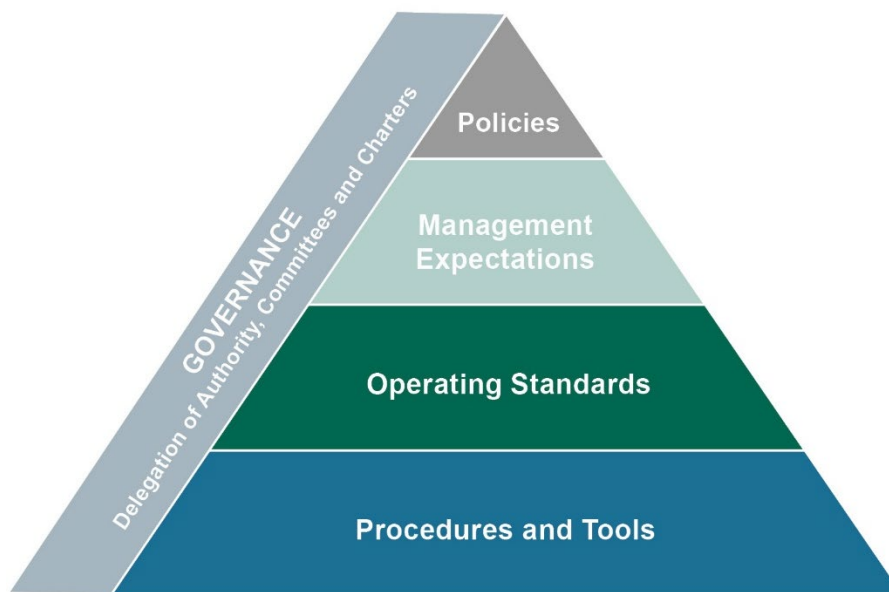 GOVERNANCE
Delegation of Authority, Committees and Charters
Policies
Management
Expectations
Operating Standards
Procedures and Tools